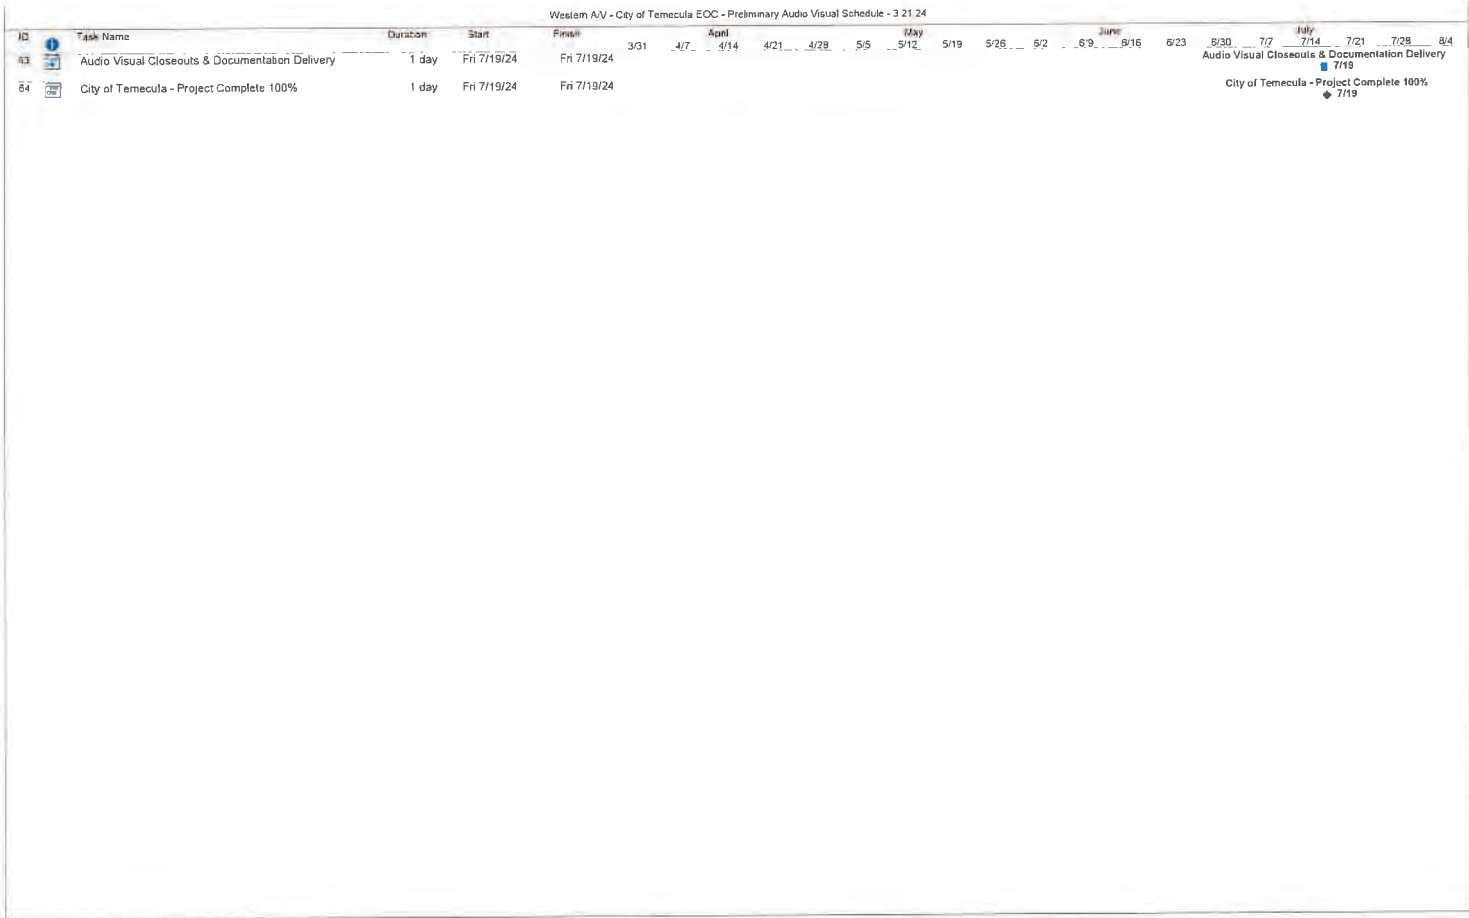 Western A/V - City of Temecula EOC - Preliminary Audio Visual Schedule - 3 21 24
ID Task Name Duration Start Finish April May June July
3/31 4/7 4/14 4/21 4/28 5/5 5/12 5/19 5/26 6/2 6/9 6/16 6/23 6/30 7/7 7/14 7/21 7/28 8/4
63 Audio Visual Closeouts & Documentation Delivery 1 day Fri 7/19/24 Fri 7/19/24 Audio Visual Closeouts & Documentation Delivery
7/19
64 City of Temecula - Project Complete 100% 1 day Fri 7/19/24 Fri 7/19/24 City of Temecula - Project Complete 100%
7/19